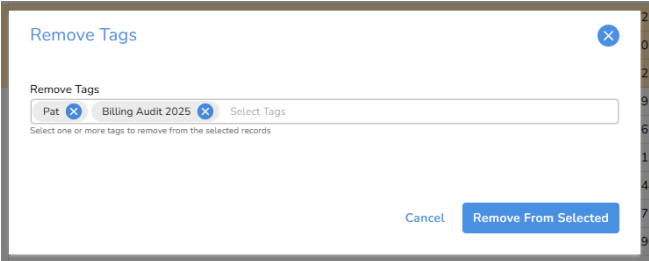 Remove Tags
Remove Tags
Pat Billing Audit 2025 Select Tags
Select one or more tags to remove from the selected records
Cancel Remove From Selected